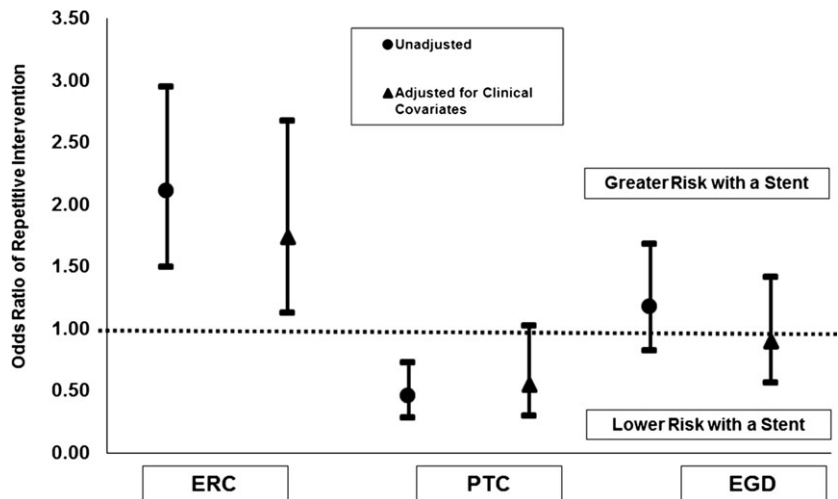 Odds Ratio of Repetitive Intervention
3.50
3.00
2.50
2.00
1.50
1.00
0.50
0.00
Unadjusted
Adjusted for Clinical
Covariates
Greater Risk with a Stent
Lower Risk with a Stent
ERC
PTC
EGD